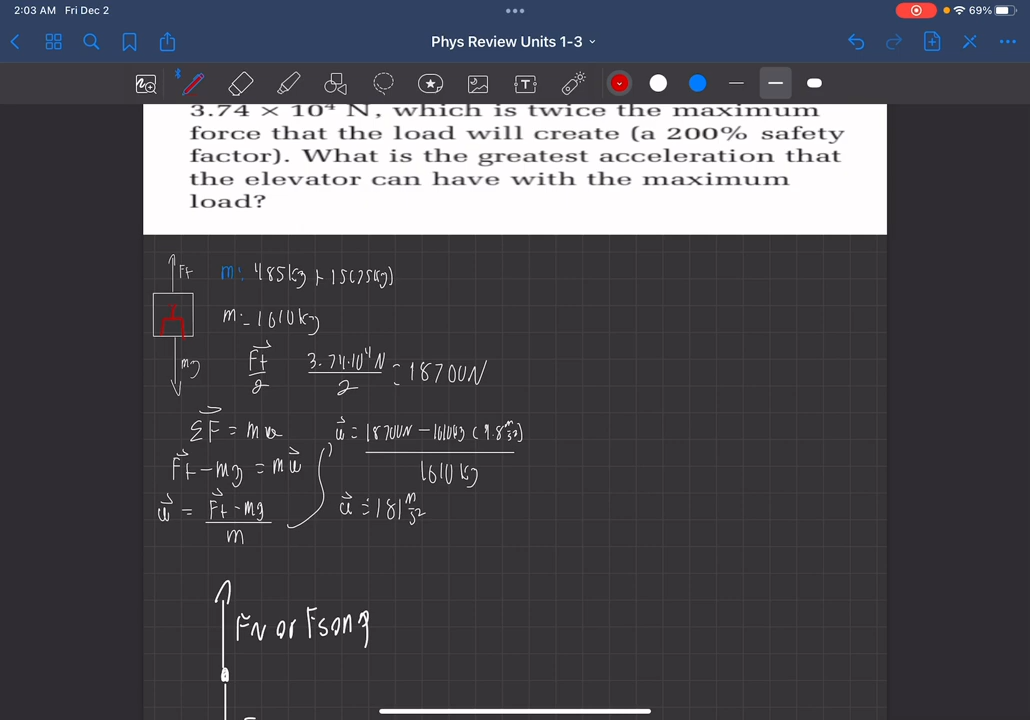 2:03 AM Fri Dec 2
69%
Phys Review Units 1-3
3.74 × 10⁴ N, which is twice the maximum
force that the load will create (a 200% safety
factor). What is the greatest acceleration that
the elevator can have with the maximum
load?
Ft
m: 485kg + 15(75kg)
m: 1610kg
mg
Ft/2 3.74·10⁴N/2 = 18700N
ΣF = ma
a = 18700N - 1610kg (9.8 m/s²) / 1610 kg
Ft - mg = ma
a = Ft - mg / m
a = 1.81 m/s²
FN or Fsong